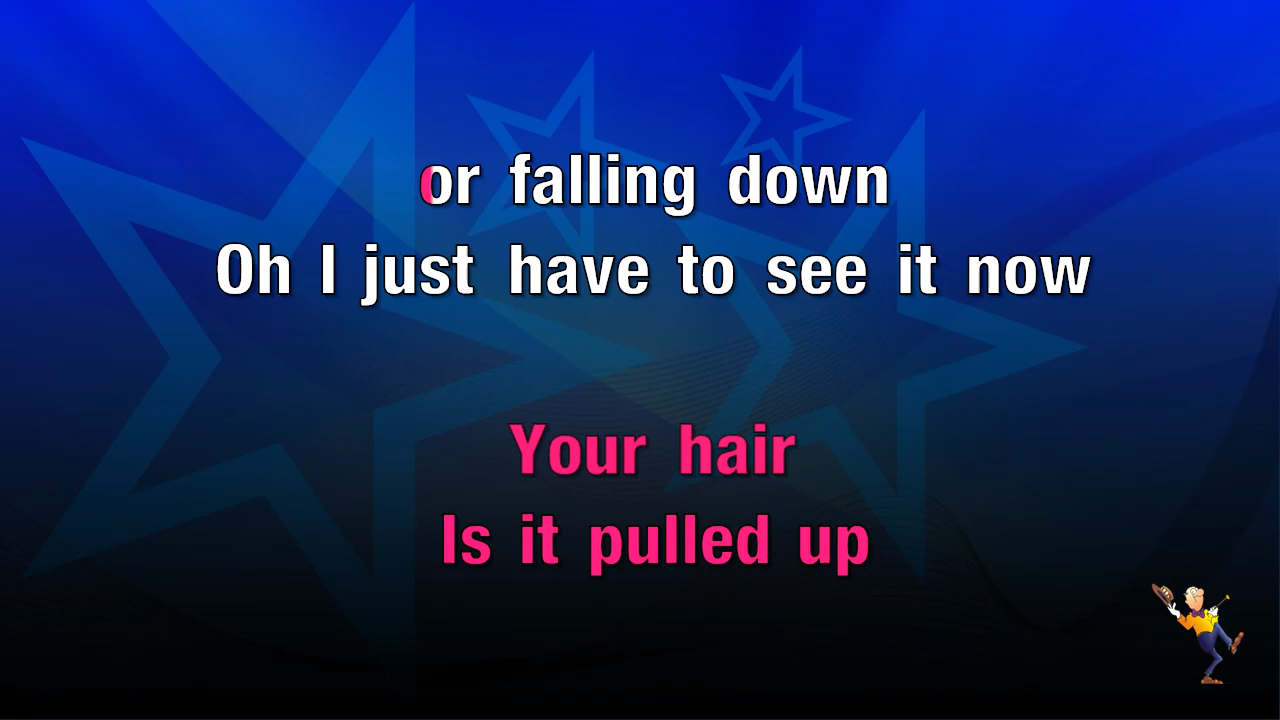 or falling down
Oh I just have to see it now
Your hair
Is it pulled up